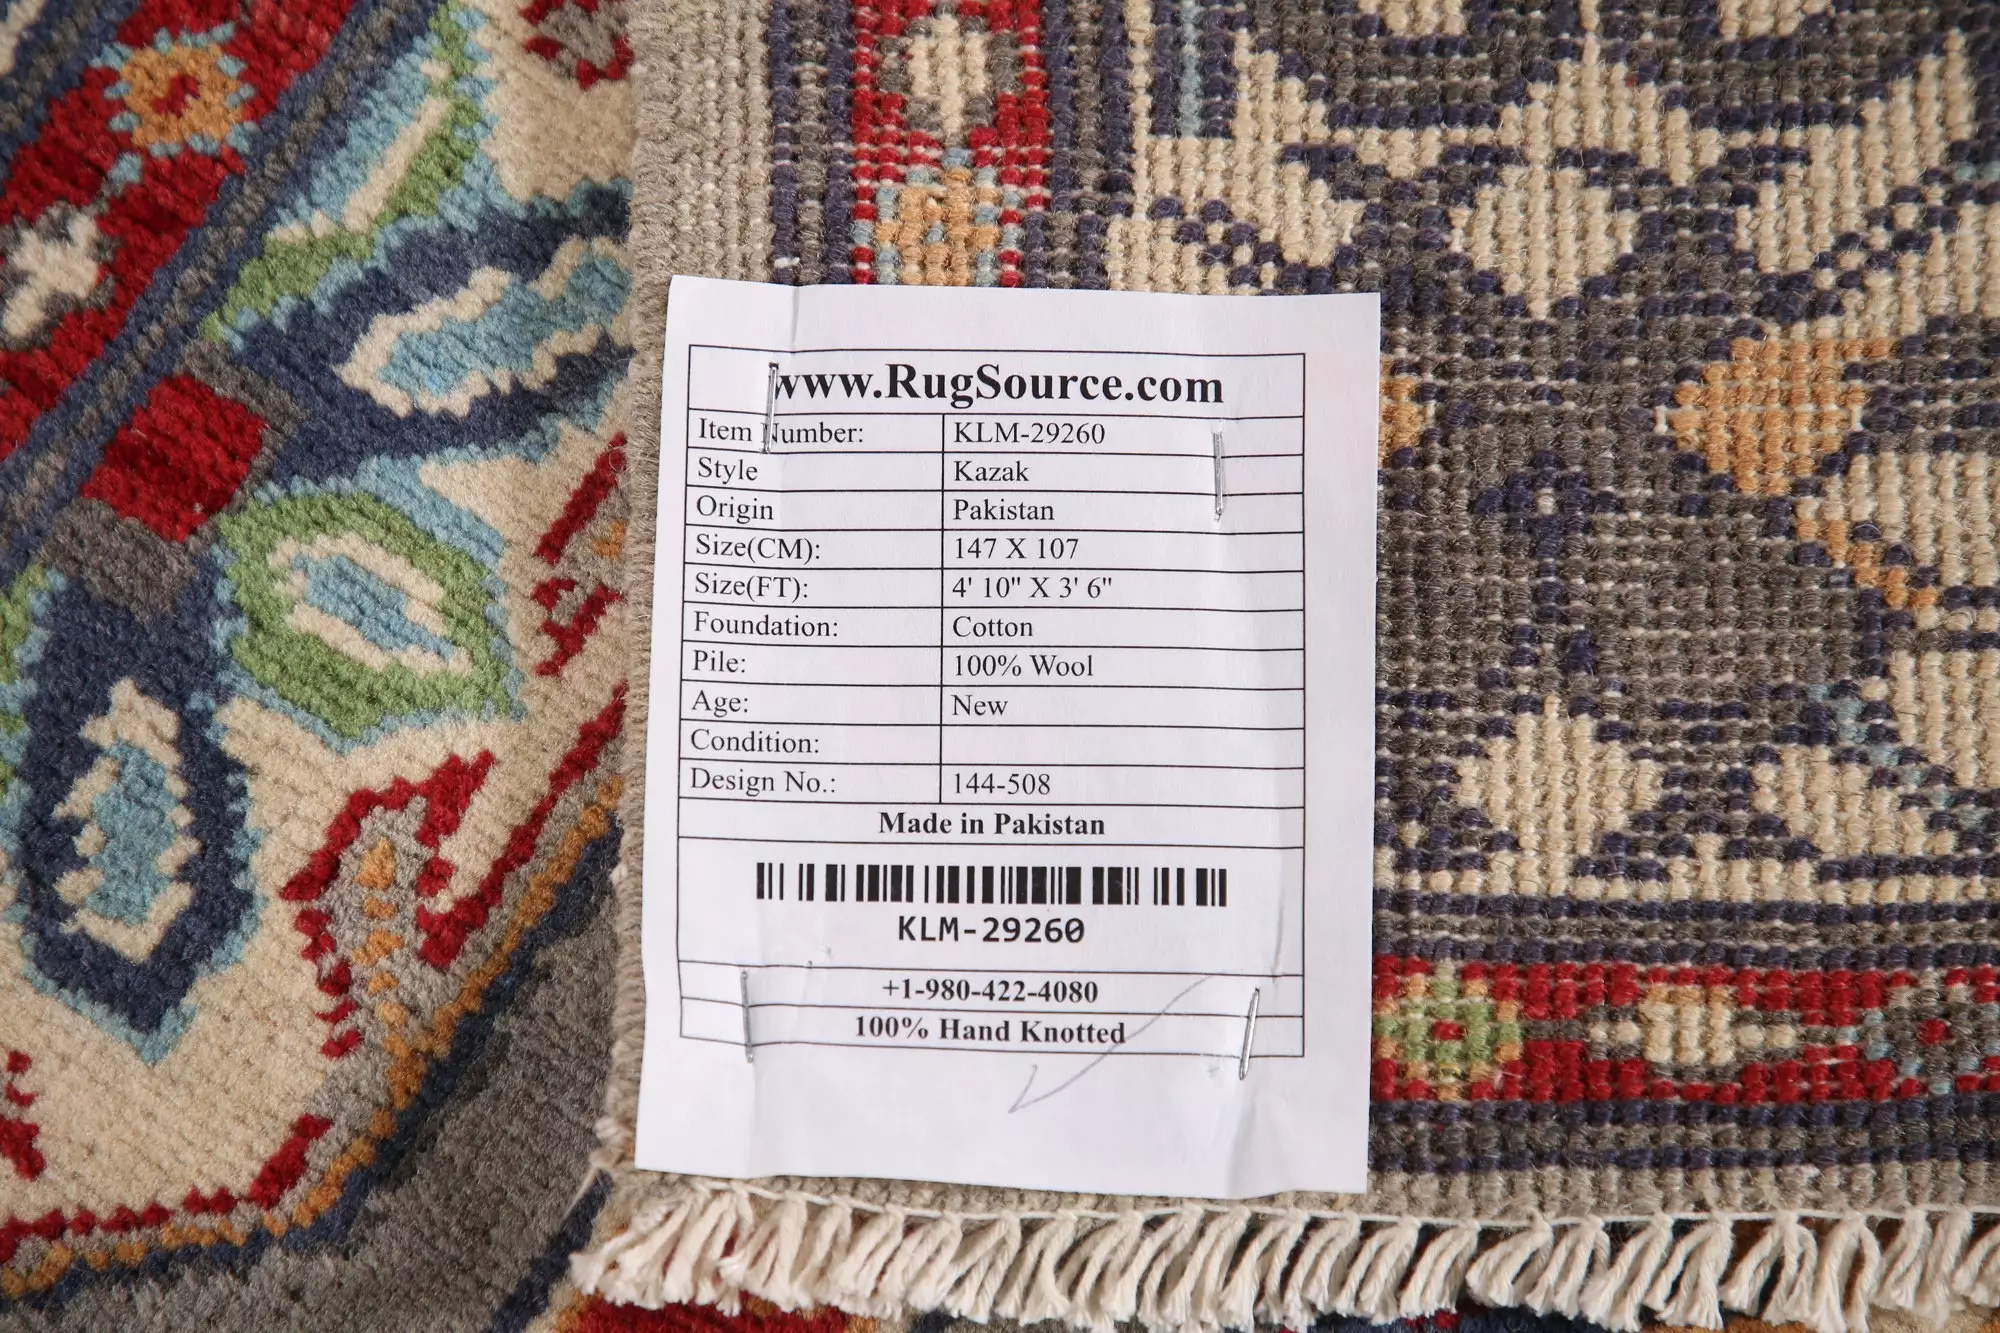 www.RugSource.com
Item Number: KLM-29260
Style Kazak
Origin Pakistan
Size(CM): 147 X 107
Size(FT): 4' 10" X 3' 6"
Foundation: Cotton
Pile: 100% Wool
Age: New
Condition:
Design No.: 144-508
Made in Pakistan
KLM-29260
+1-980-422-4080
100% Hand Knotted